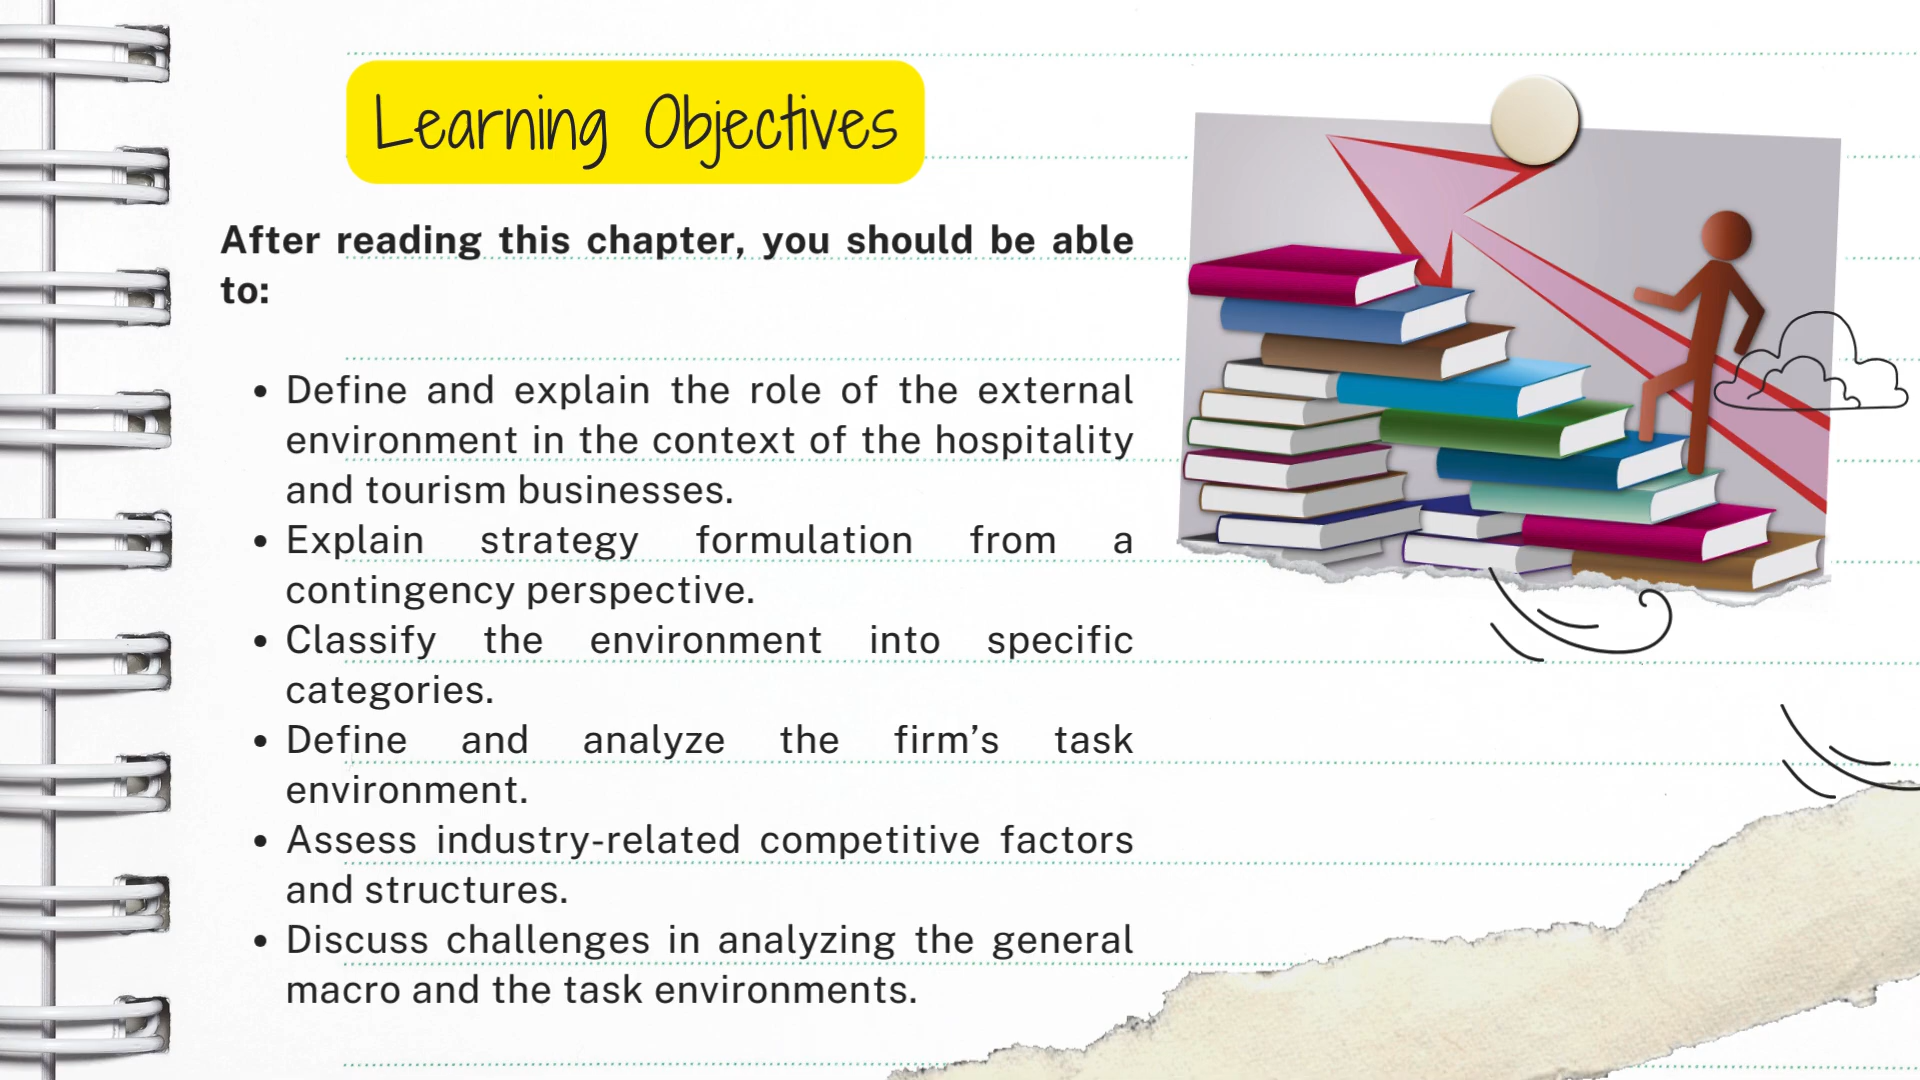 Learning Objectives
After reading this chapter, you should be able
to:
• Define and explain the role of the external
environment in the context of the hospitality
and tourism businesses.
• Explain strategy formulation from a
contingency perspective.
• Classify the environment into specific
categories.
• Define and analyze the firm’s task
environment.
• Assess industry-related competitive factors
and structures.
• Discuss challenges in analyzing the general
macro and the task environments.